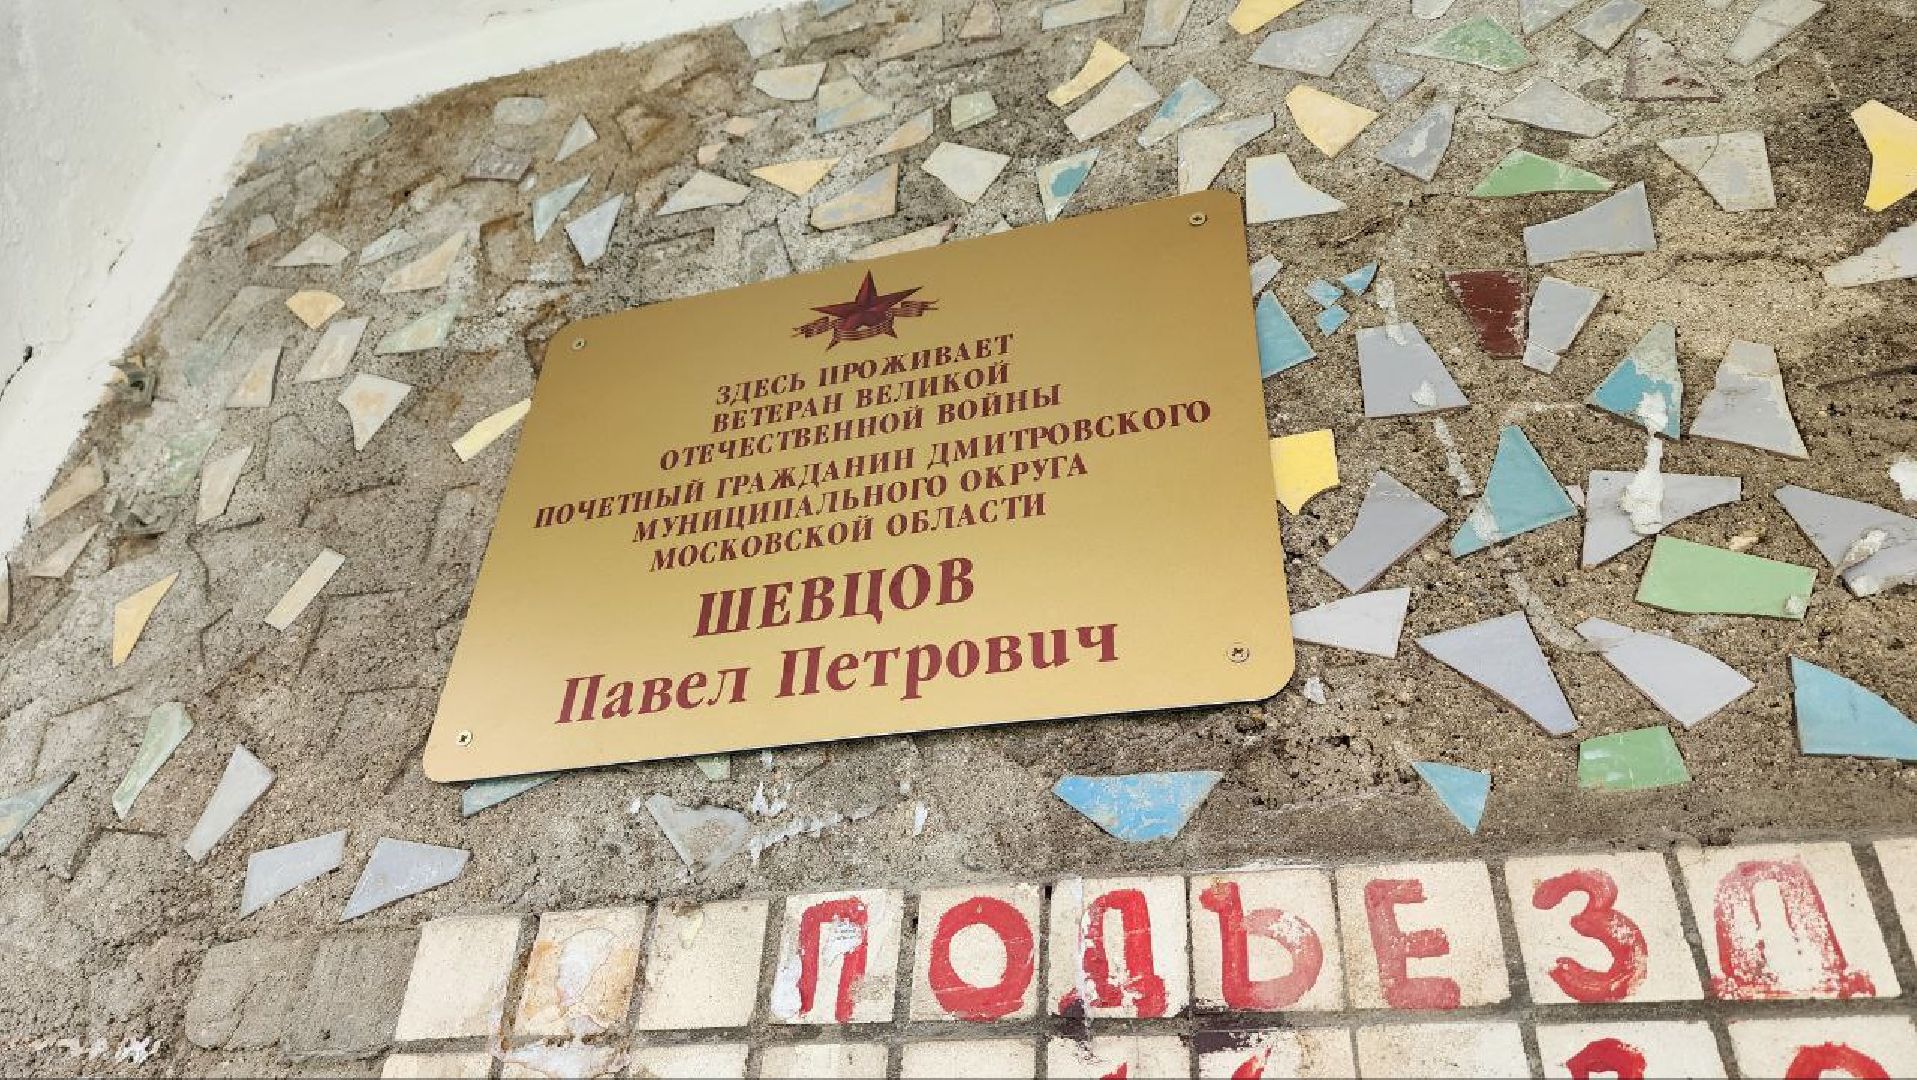 ЗДЕСЬ ПРОЖИВАЕТ
ВЕТЕРАН ВЕЛИКОЙ
ОТЕЧЕСТВЕННОЙ ВОЙНЫ
ПОЧЕТНЫЙ ГРАЖДАНИН ДМИТРОВСКОГО
МУНИЦИПАЛЬНОГО ОКРУГА
МОСКОВСКОЙ ОБЛАСТИ
ШЕВЦОВ
Павел Петрович
ПОДЪЕЗД